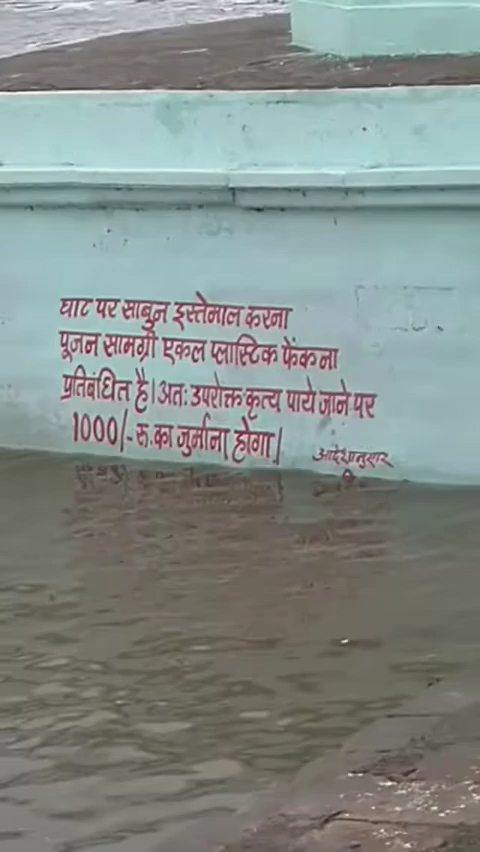 घाट पर साबुन इस्तेमाल करना
पूजन सामग्री एकल प्लास्टिक फेंकना
प्रतिबंधित है। अतः उपरोक्त कृत्य पाये जाने पर
1000/- रु. का जुर्माना होगा।
आदेशानुसार